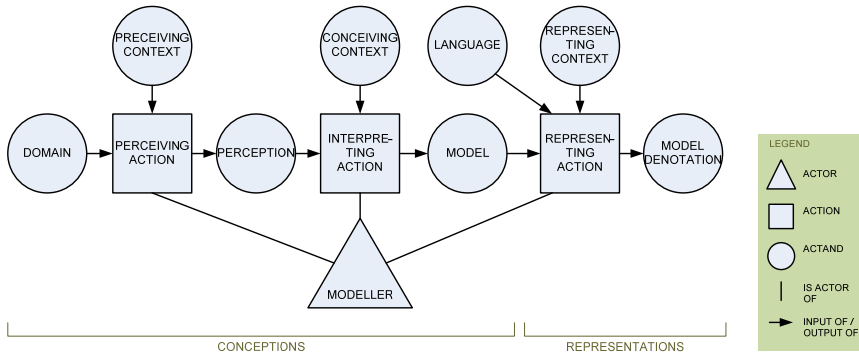 PRECEIVING
CONTEXT
CONCEIVING
CONTEXT
LANGUAGE
REPRESEN-
TING
CONTEXT
DOMAIN
PERCEIVING
ACTION
PERCEPTION
INTERPRE-
TING
ACTION
MODEL
REPRESEN-
TING
ACTION
MODEL
DENOTATION
MODELLER
CONCEPTIONS
REPRESENTATIONS
LEGEND
ACTOR
ACTION
ACTAND
IS ACTOR
OF
INPUT OF /
OUTPUT OF